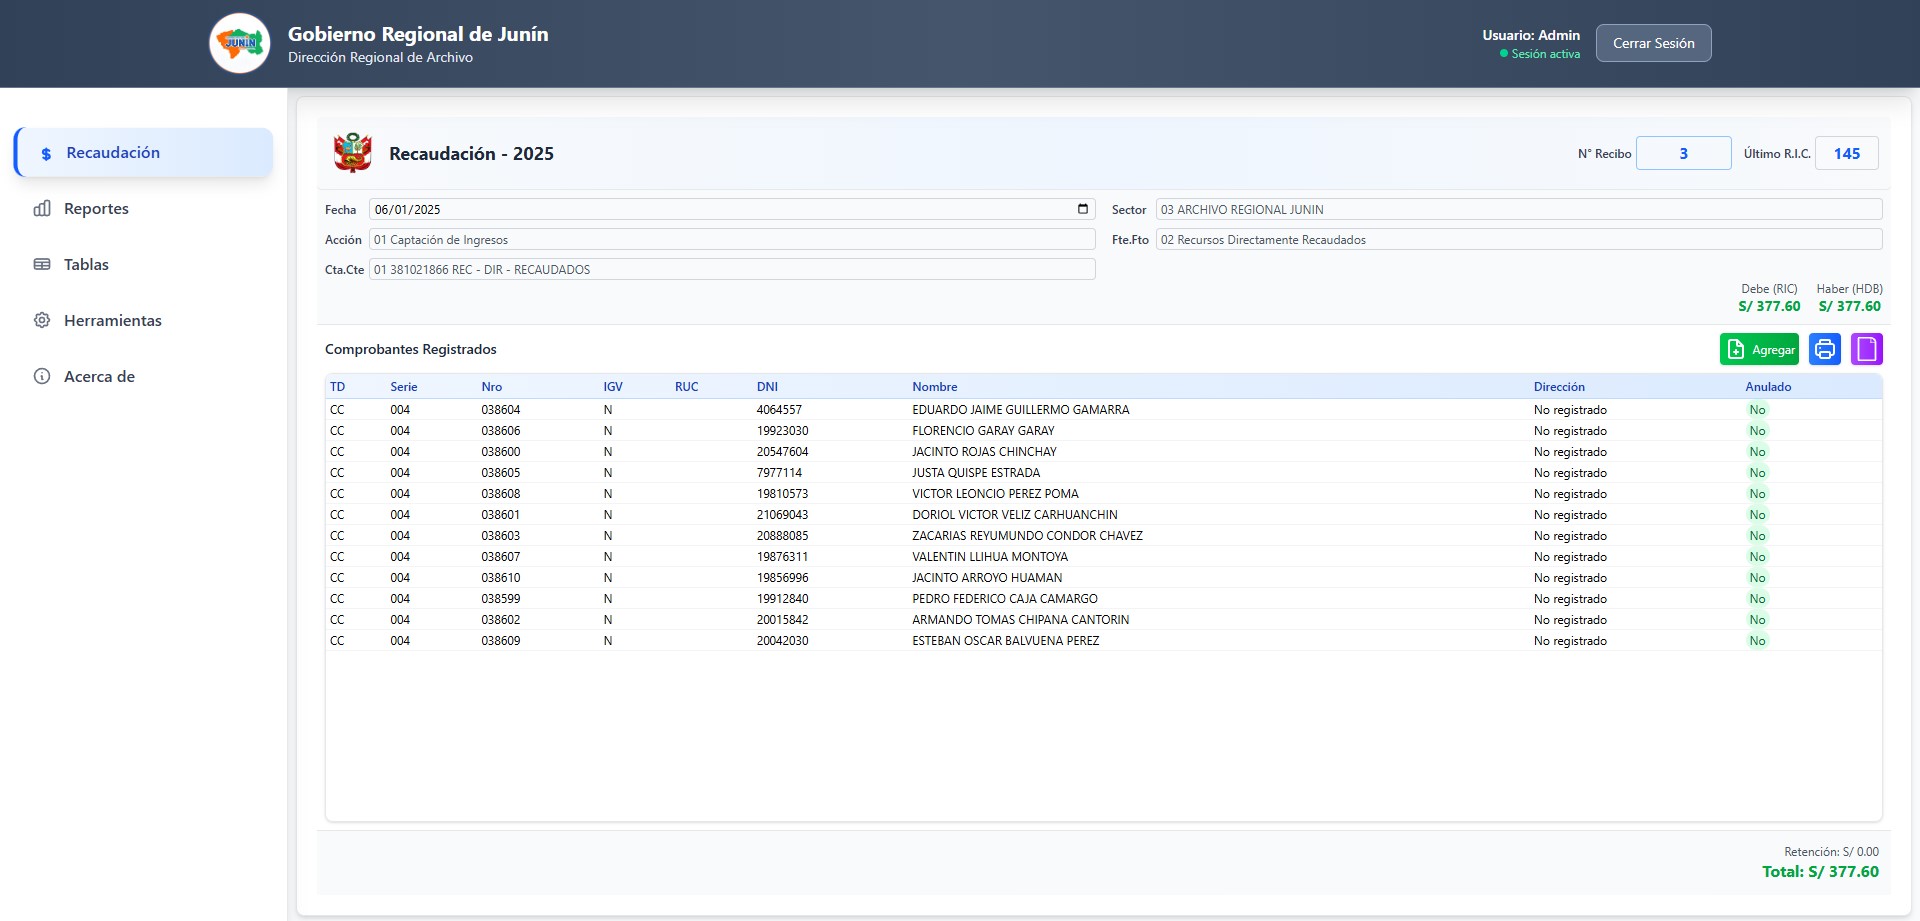 JUNÍN
Gobierno Regional de Junín
Dirección Regional de Archivo
Usuario: Admin
Sesión activa
Cerrar Sesión
$ Recaudación
Reportes
Tablas
Herramientas
Acerca de
Recaudación - 2025
N° Recibo 3 Último R.I.C. 145
Fecha 06/01/2025 Sector 03 ARCHIVO REGIONAL JUNIN
Acción 01 Captación de Ingresos Fte.Fto 02 Recursos Directamente Recaudados
Cta.Cte 01 381021866 REC - DIR - RECAUDADOS
Debe (RIC) Haber (HDB)
S/ 377.60 S/ 377.60
Comprobantes Registrados Agregar
TD Serie Nro IGV RUC DNI Nombre Dirección Anulado
CC 004 038604 N 4064557 EDUARDO JAIME GUILLERMO GAMARRA No registrado No
CC 004 038606 N 19923030 FLORENCIO GARAY GARAY No registrado No
CC 004 038600 N 20547604 JACINTO ROJAS CHINCHAY No registrado No
CC 004 038605 N 7977114 JUSTA QUISPE ESTRADA No registrado No
CC 004 038608 N 19810573 VICTOR LEONCIO PEREZ POMA No registrado No
CC 004 038601 N 21069043 DORIOL VICTOR VELIZ CARHUANCHIN No registrado No
CC 004 038603 N 20888085 ZACARIAS REYUMUNDO CONDOR CHAVEZ No registrado No
CC 004 038607 N 19876311 VALENTIN LLIHUA MONTOYA No registrado No
CC 004 038610 N 19856996 JACINTO ARROYO HUAMAN No registrado No
CC 004 038599 N 19912840 PEDRO FEDERICO CAJA CAMARGO No registrado No
CC 004 038602 N 20015842 ARMANDO TOMAS CHIPANA CANTORIN No registrado No
CC 004 038609 N 20042030 ESTEBAN OSCAR BALVUENA PEREZ No registrado No
Retención: S/ 0.00
Total: S/ 377.60